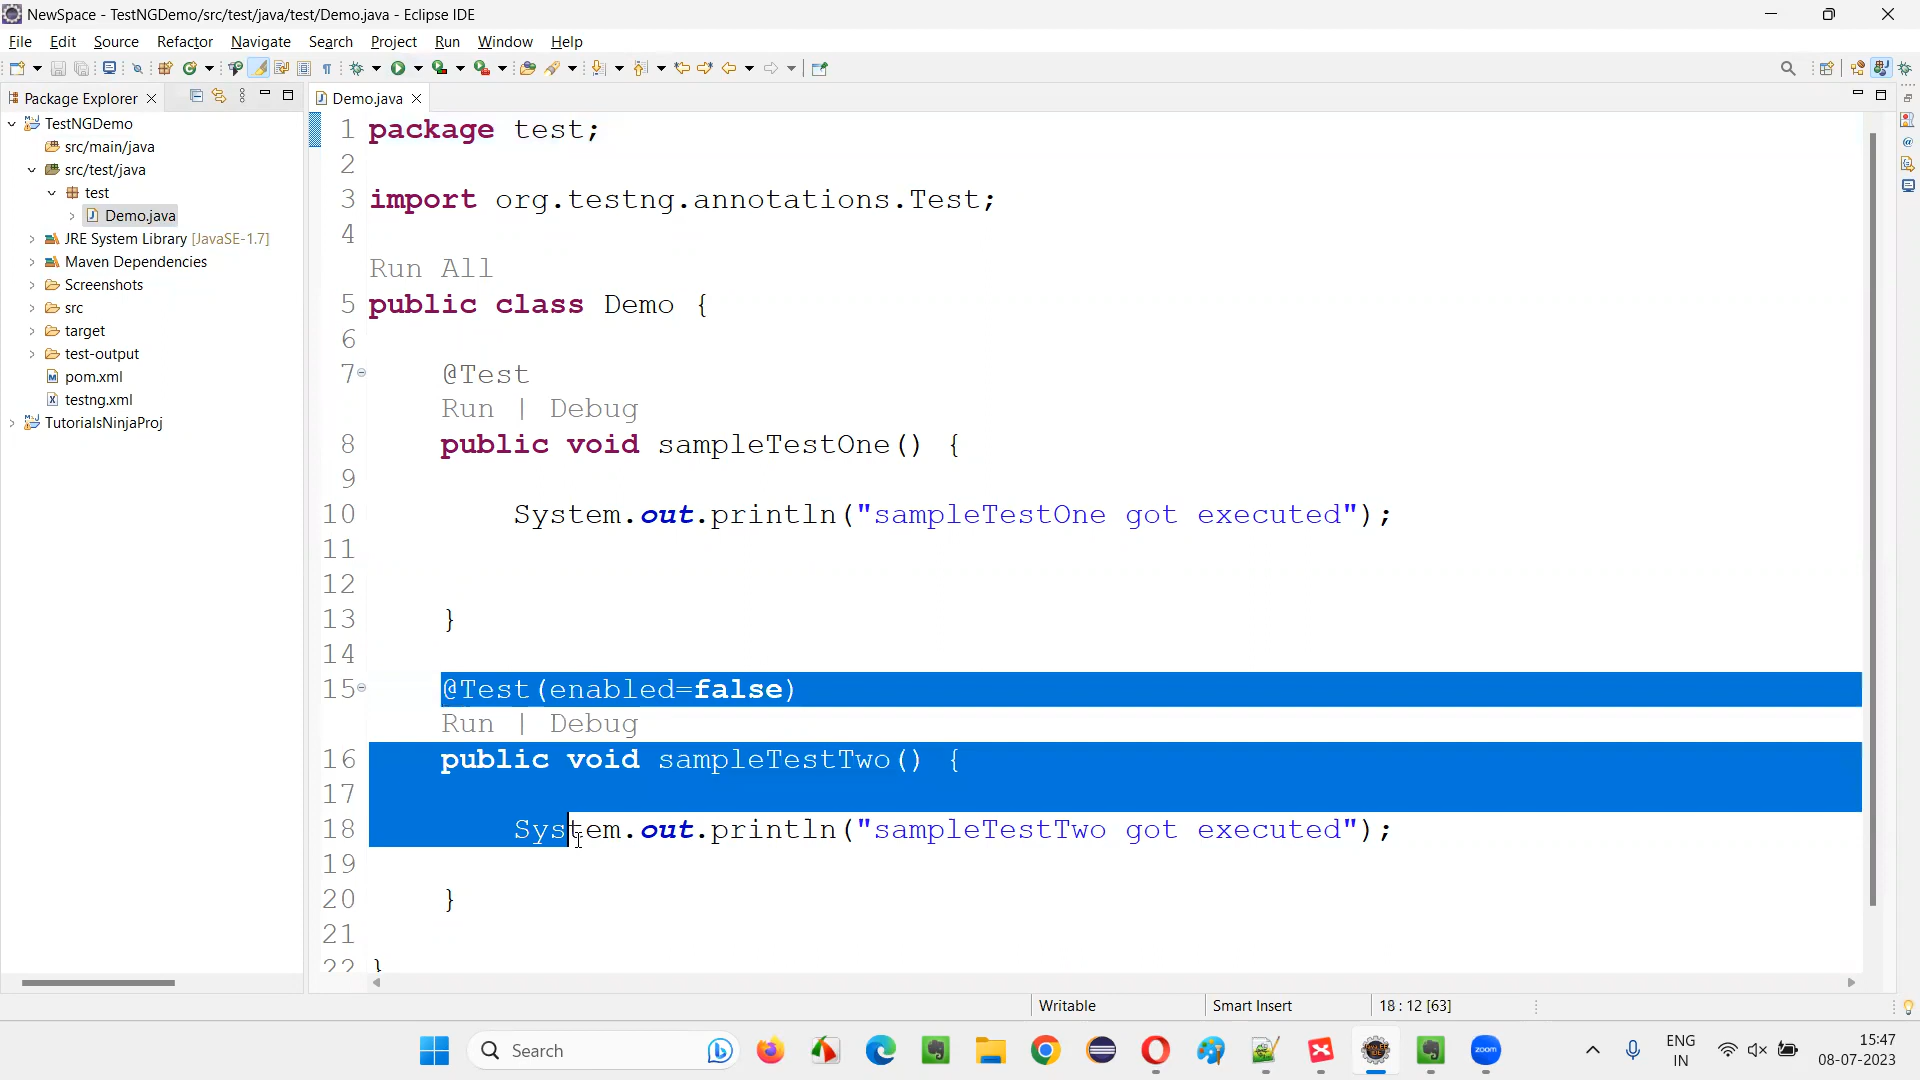 NewSpace - TestNGDemo/src/test/java/test/Demo.java - Eclipse IDE
File Edit Source Refactor Navigate Search Project Run Window Help
Package Explorer
Demo.java
TestNGDemo
src/main/java
src/test/java
test
Demo.java
JRE System Library [JavaSE-1.7]
Maven Dependencies
Screenshots
src
target
test-output
pom.xml
testng.xml
TutorialsNinjaProj
1 package test;
2
3 import org.testng.annotations.Test;
4
Run All
5 public class Demo {
6
7 @Test
Run | Debug
8 public void sampleTestOne() {
9
10 System.out.println("sampleTestOne got executed");
11
12
13 }
14
15 @Test(enabled=false)
Run | Debug
16 public void sampleTestTwo() {
17
18 System.out.println("sampleTestTwo got executed");
19
20 }
21
22 }
Writable
Smart Insert
18 : 12 [63]
Search
zoom
ENG
IN
15:47
08-07-2023